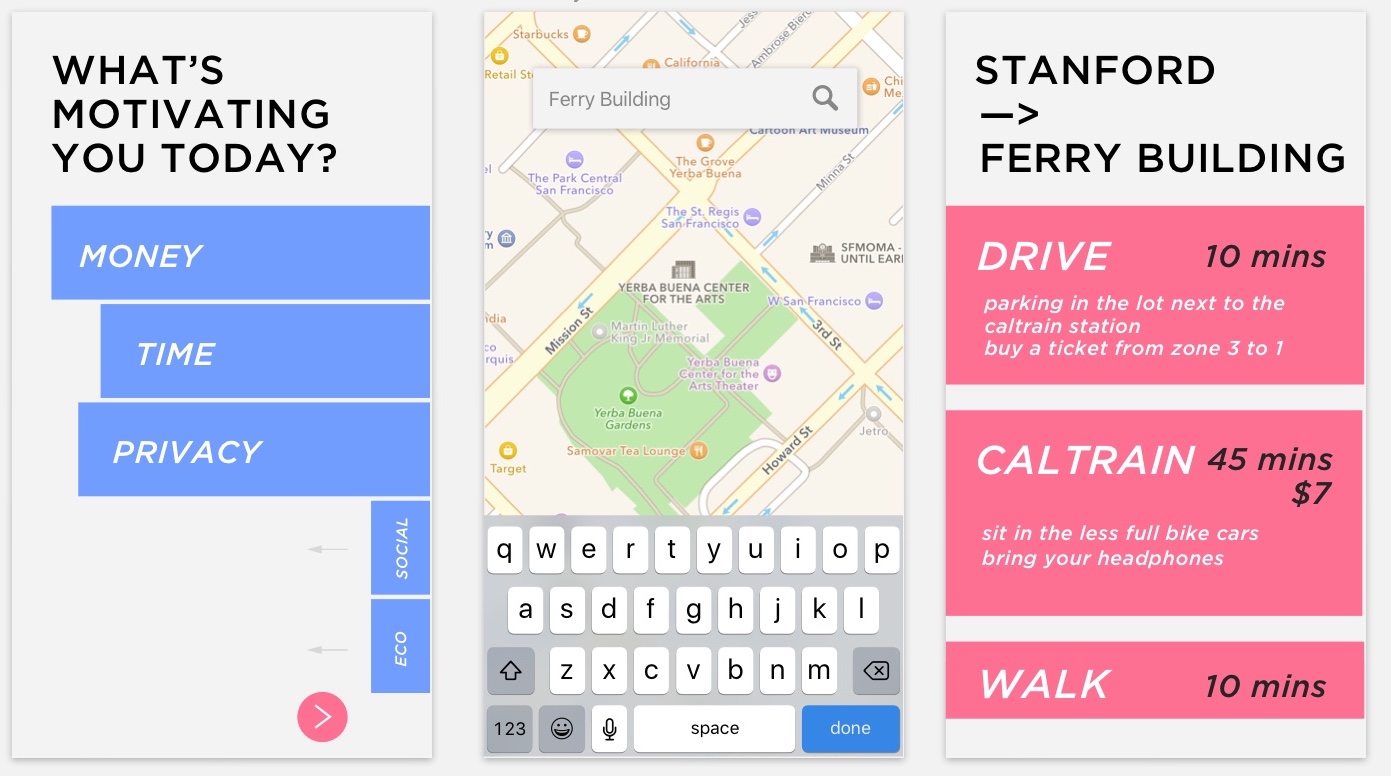 WHAT'S
MOTIVATING
YOU TODAY?
MONEY
TIME
PRIVACY
SOCIAL
ECO
Starbucks
Retail St
California
Ambrose Bierc
Jess
Chi
Me
Ferry Building
Cartoon Art Museum
The Grove
Yerba Buena
Minna St
el
The Park Central
San Francisco
The St. Regis
San Francisco
y
m
SFMOMA -
UNTIL EARL
YERBA BUENA CENTER
FOR THE ARTS
W San Francisco
Mission St
ndia
Martin Luther
King Jr Memorial
3rd St
co
rquis
Yerba Buena
Center for the
Arts Theater
Yerba Buena
Gardens
Jetro
Howard St
Samovar Tea Lounge
Target
q w e r t y u i o p
a s d f g h j k l
z x c v b n m
123 space done
STANFORD
—>
FERRY BUILDING
DRIVE 10 mins
parking in the lot next to the
caltrain station
buy a ticket from zone 3 to 1
CALTRAIN 45 mins
$7
sit in the less full bike cars
bring your headphones
WALK 10 mins